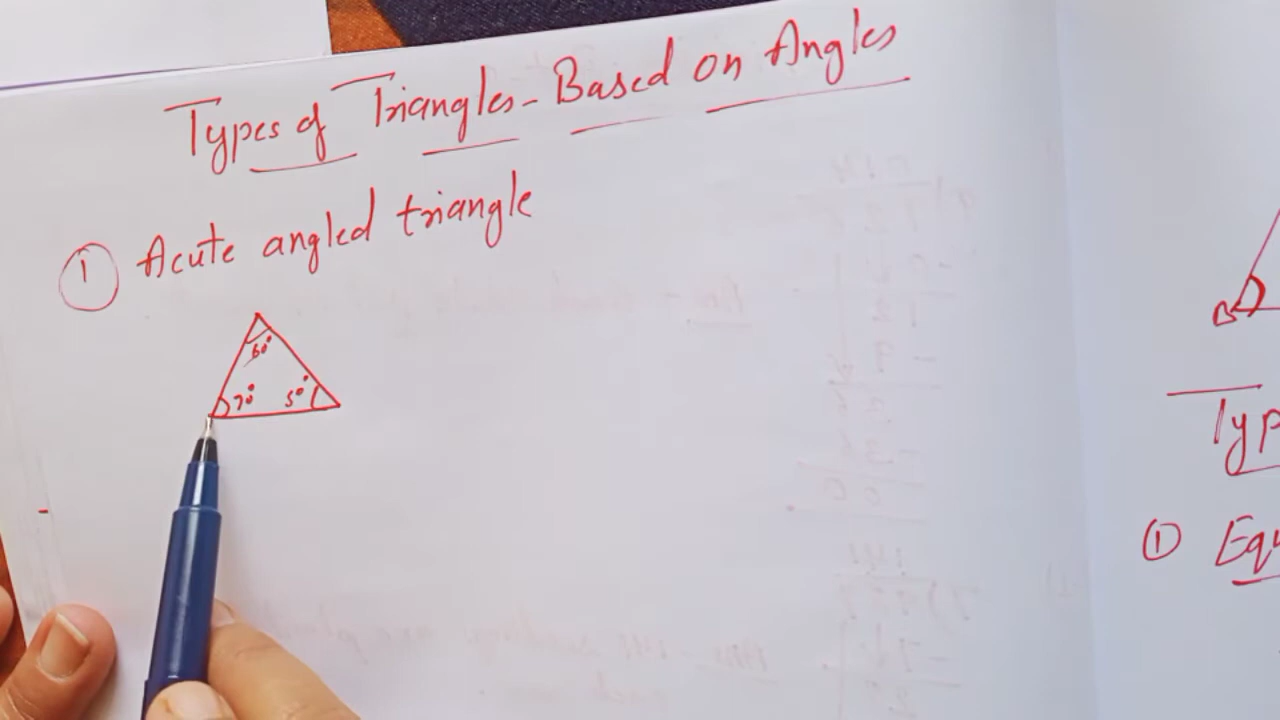 Types of Triangles - Based on Angles
① Acute angled triangle
60°
70° 50°
B
Typ
① Equ